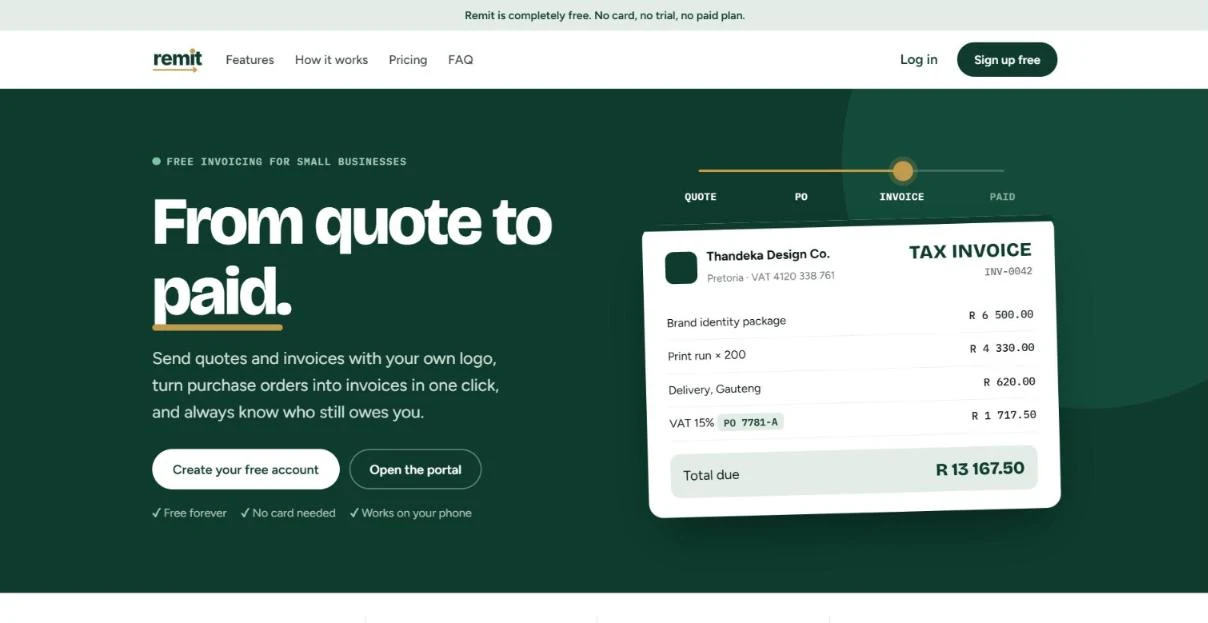 Remit is completely free. No card, no trial, no paid plan.
remit
Features
How it works
Pricing
FAQ
Log in
Sign up free
FREE INVOICING FOR SMALL BUSINESSES
From quote to
paid.
Send quotes and invoices with your own logo,
turn purchase orders into invoices in one click,
and always know who still owes you.
Create your free account
Open the portal
✓ Free forever ✓ No card needed ✓ Works on your phone
QUOTE PO INVOICE PAID
Thandeka Design Co.
Pretoria · VAT 4120 338 761
TAX INVOICE
INV-0042
Brand identity package R 6 500.00
Print run × 200 R 4 330.00
Delivery, Gauteng R 620.00
VAT 15% PO 7781-A R 1 717.50
Total due R 13 167.50